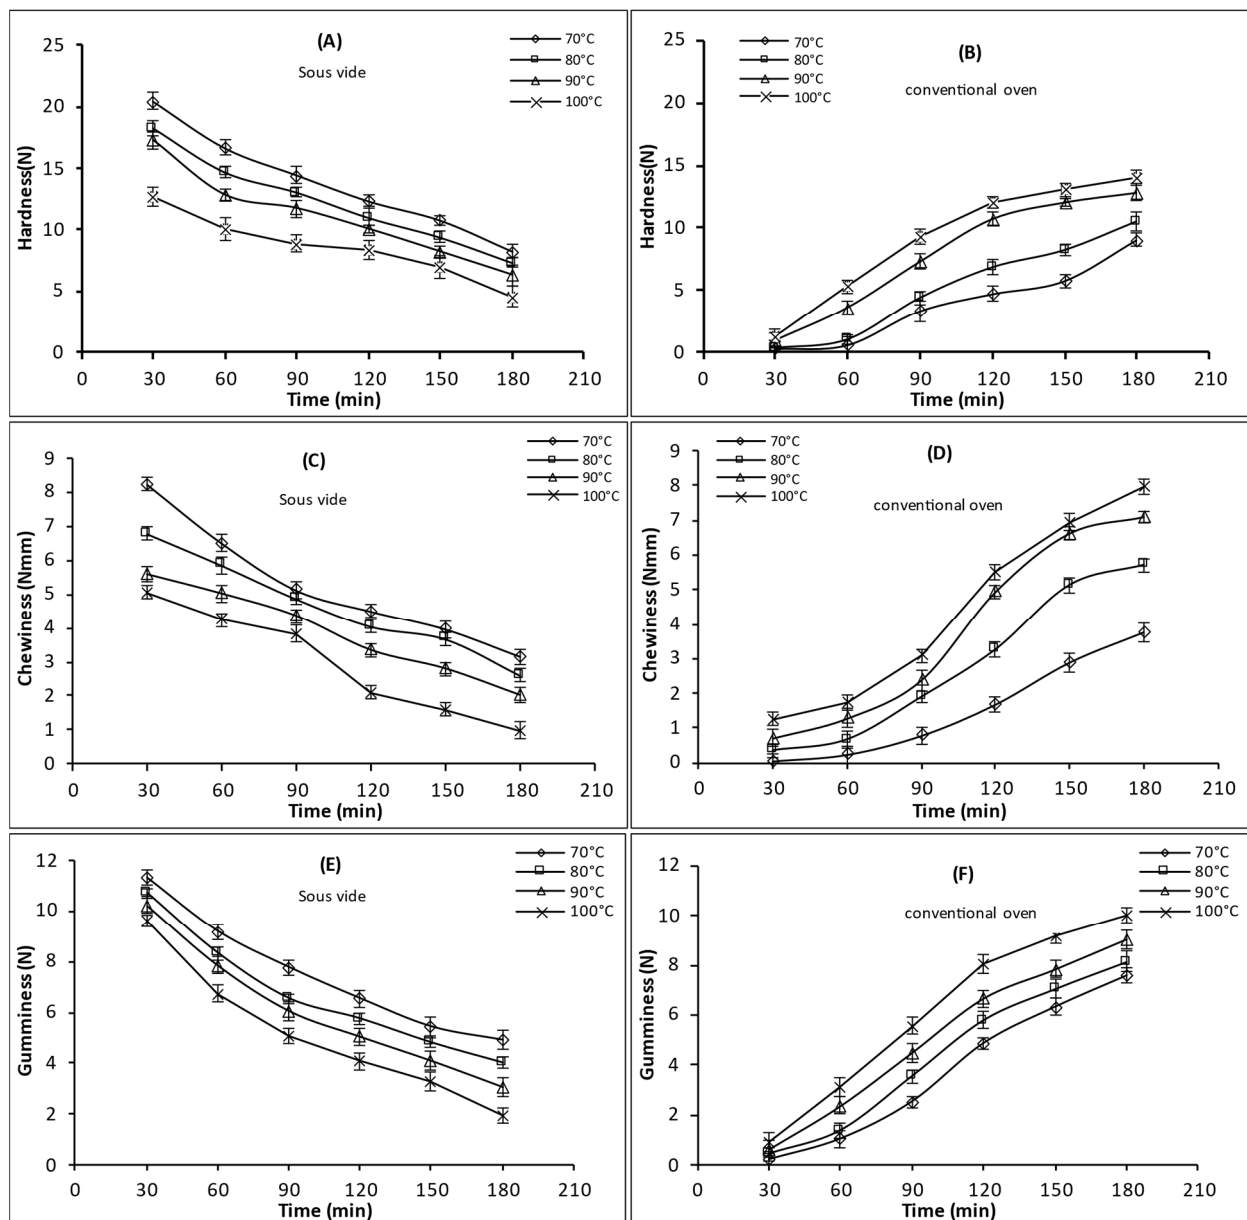 (A)
Sous vide
70°C
80°C
90°C
100°C
Hardness(N)
25
20
15
10
5
0
0 30 60 90 120 150 180 210
Time (min)
(B)
conventional oven
70°C
80°C
90°C
100°C
Hardness(N)
25
20
15
10
5
0
0 30 60 90 120 150 180 210
Time (min)
(C)
Sous vide
70°C
80°C
90°C
100°C
Chewiness (Nmm)
9
8
7
6
5
4
3
2
1
0
0 30 60 90 120 150 180 210
Time (min)
(D)
conventional oven
70°C
80°C
90°C
100°C
Chewiness (Nmm)
9
8
7
6
5
4
3
2
1
0
0 30 60 90 120 150 180 210
Time (min)
(E)
Sous vide
70°C
80°C
90°C
100°C
Gumminess (N)
12
10
8
6
4
2
0
0 30 60 90 120 150 180 210
Time (min)
(F)
conventional oven
70°C
80°C
90°C
100°C
Gumminess (N)
12
10
8
6
4
2
0
0 30 60 90 120 150 180 210
Time (min)